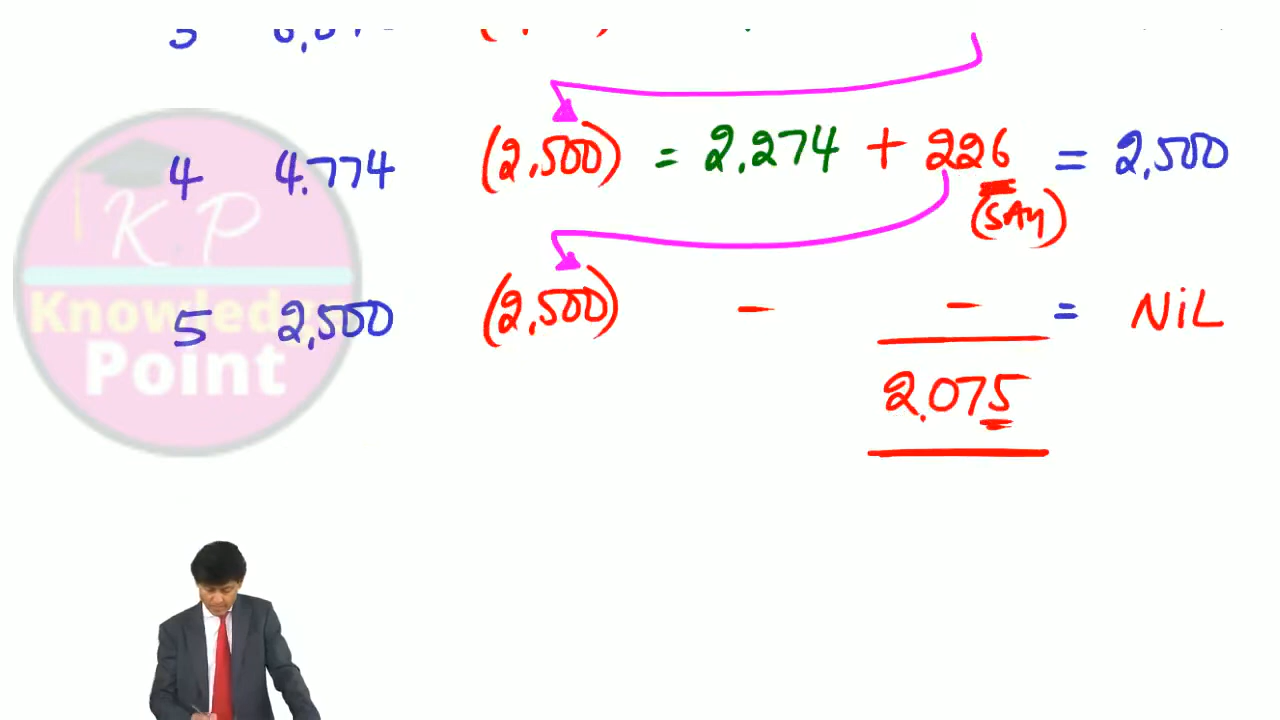 4 4.774 (2,500) = 2,274 + 226 = 2,500
(SAY)
5 2,500 (2,500) - - = NiL
2,075
K P
Knowledge
Point